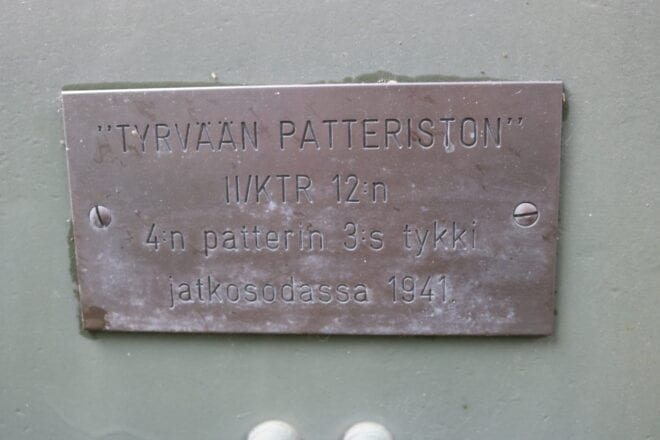 "TYRVÄÄN PATTERISTON"
II/KTR 12:n
4:n patterin 3:s tykki
jatkosodassa 1941.